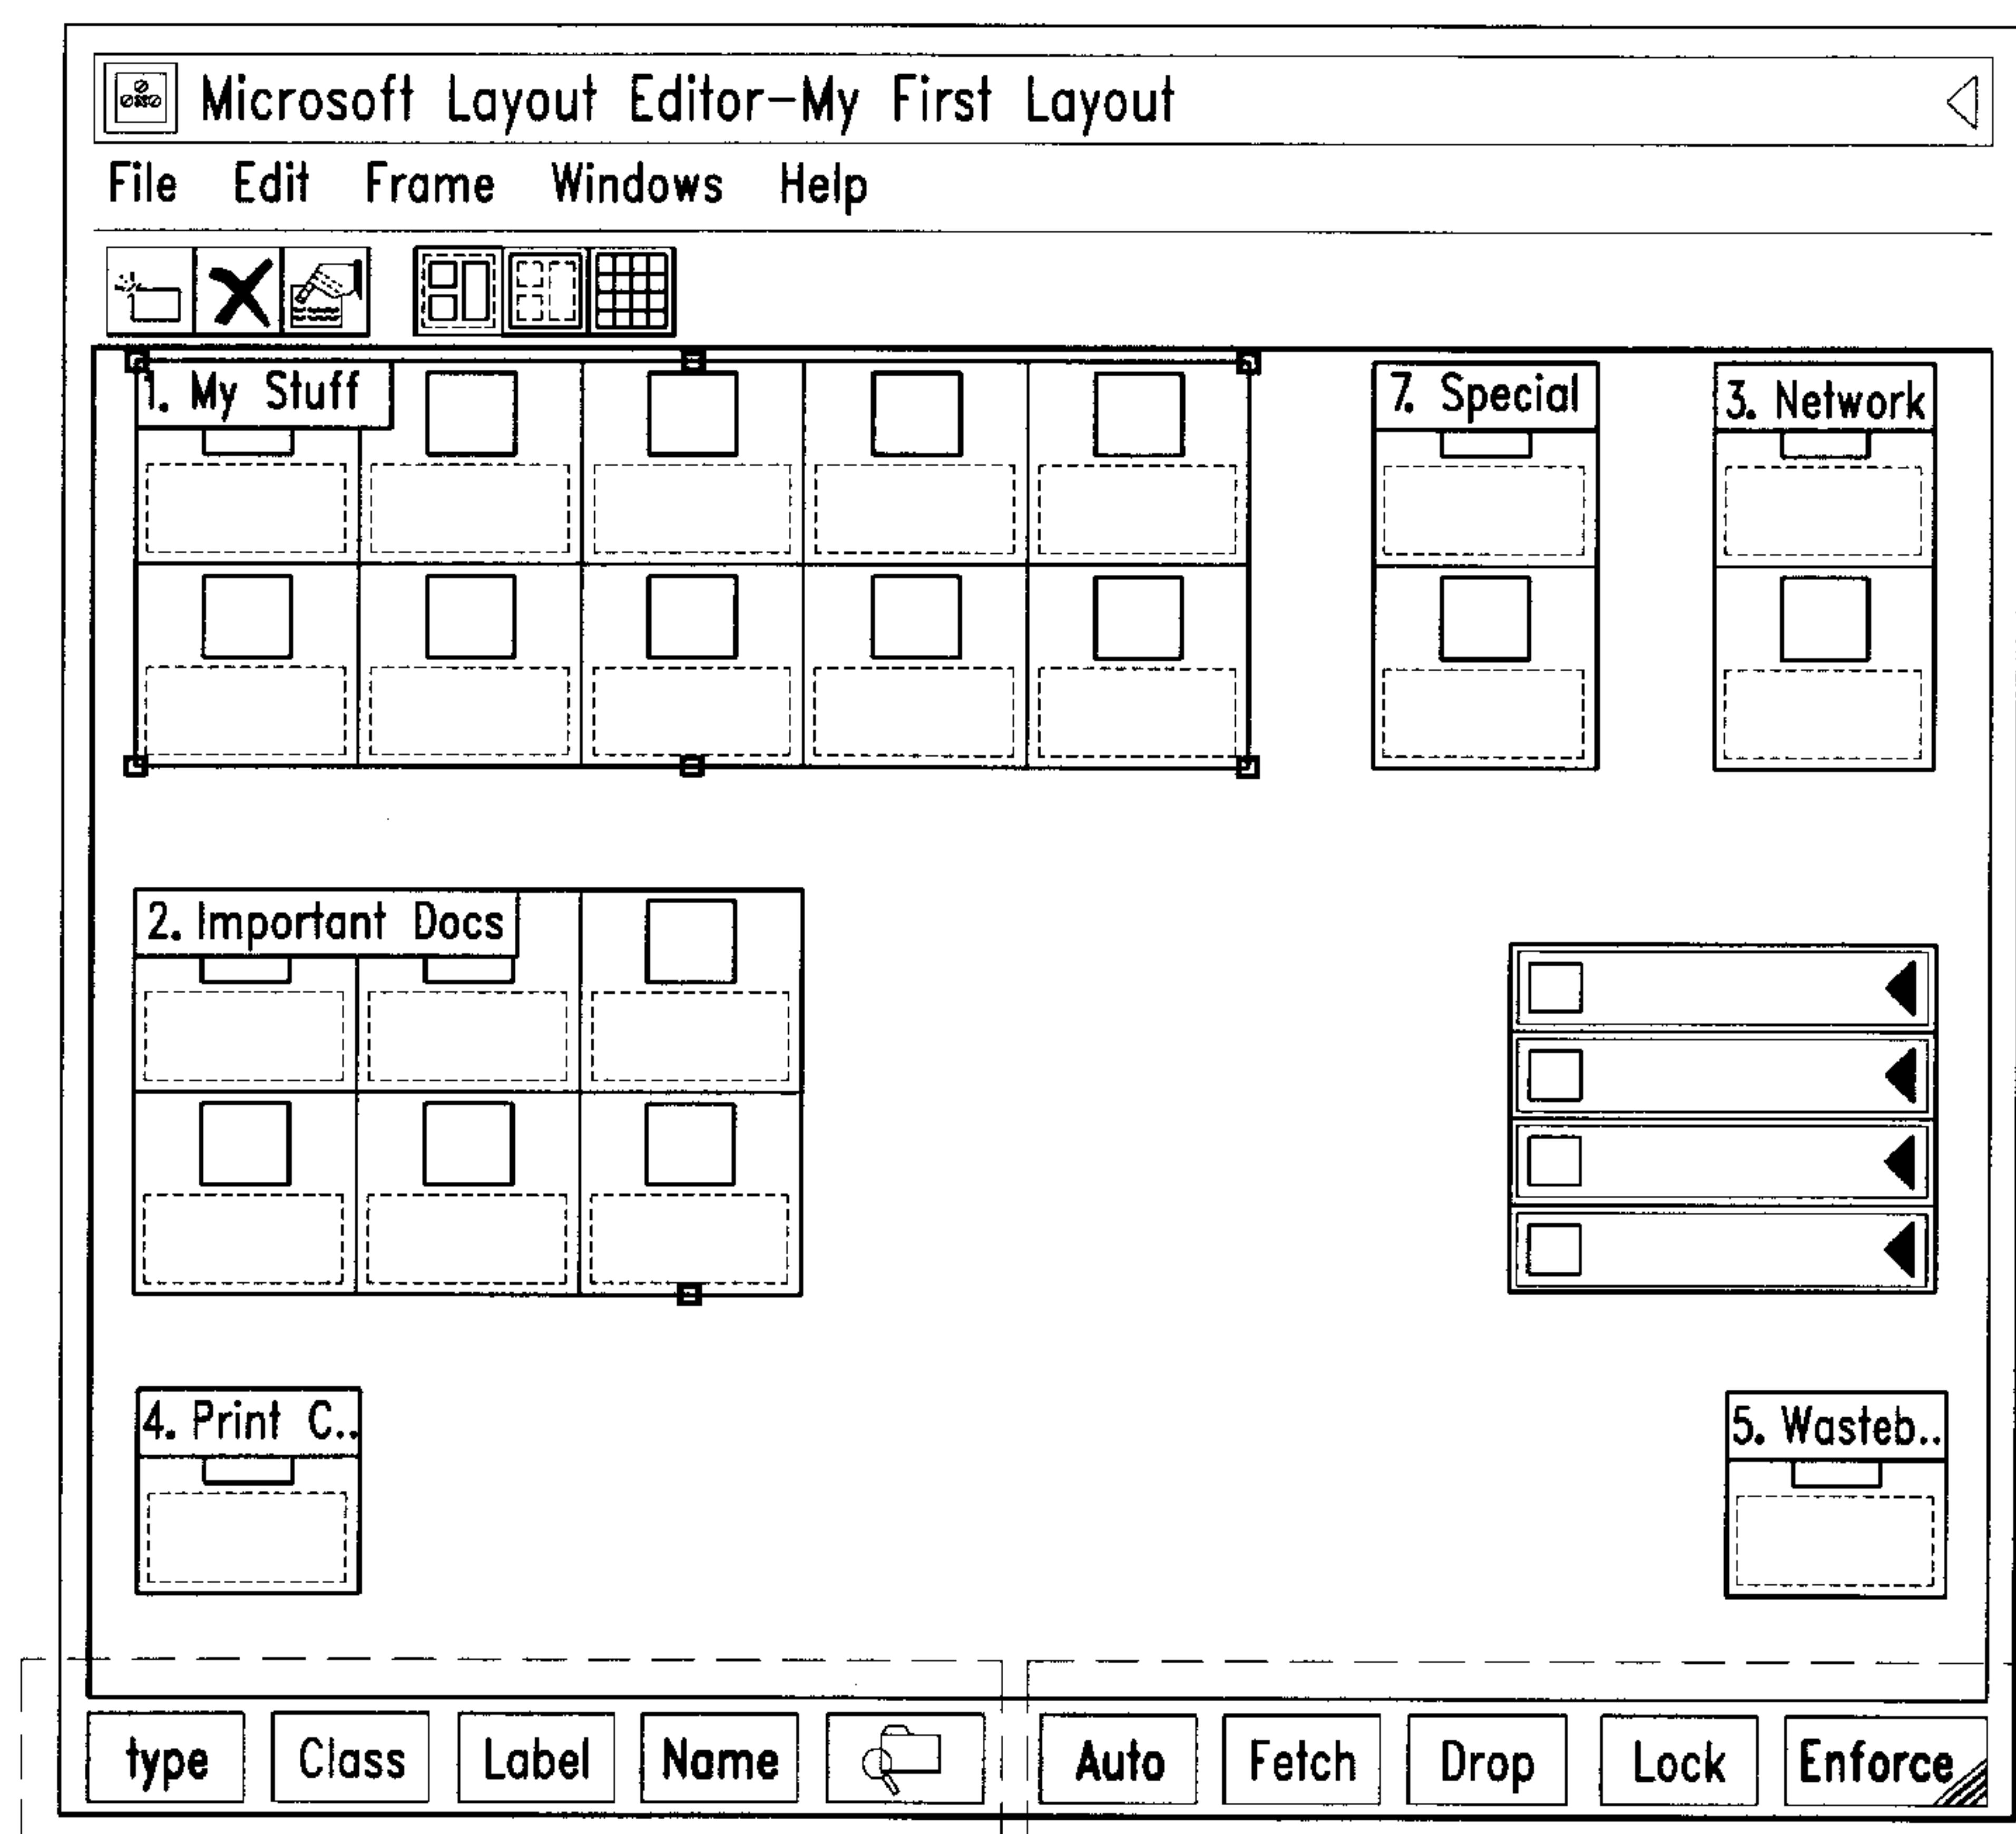 Microsoft Layout Editor-My First Layout
File Edit Frame Windows Help
1. My Stuff
7. Special
3. Network
2. Important Docs
4. Print C..
5. Wasteb..
type Class Label Name Auto Fetch Drop Lock Enforce